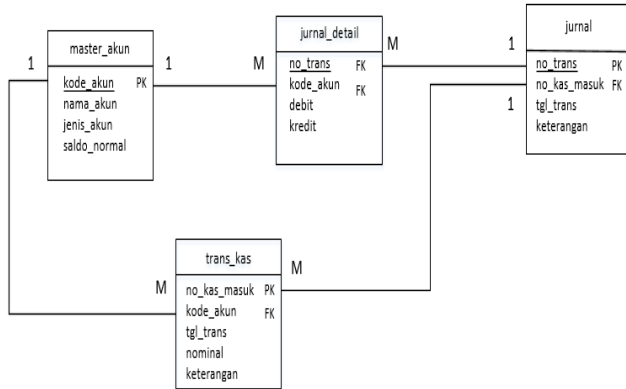 master_akun
kode_akun PK
nama_akun
jenis_akun
saldo_normal
jurnal_detail
no_trans FK
kode_akun FK
debit
kredit
jurnal
no_trans PK
no_kas_masuk FK
tgl_trans
keterangan
trans_kas
no_kas_masuk PK
kode_akun FK
tgl_trans
nominal
keterangan
1
1
M
M
1
1
M
M